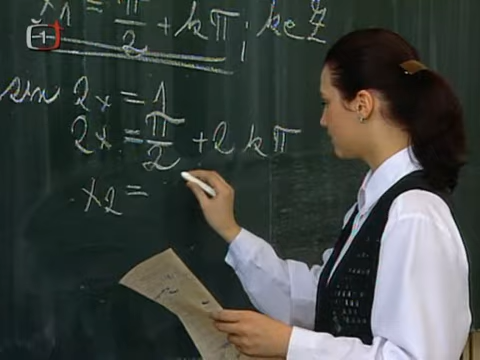 x₁ = π/2 + kπ ; k∈Z
sin 2x = 1
2x = π/2 + 2kπ
x₂ =